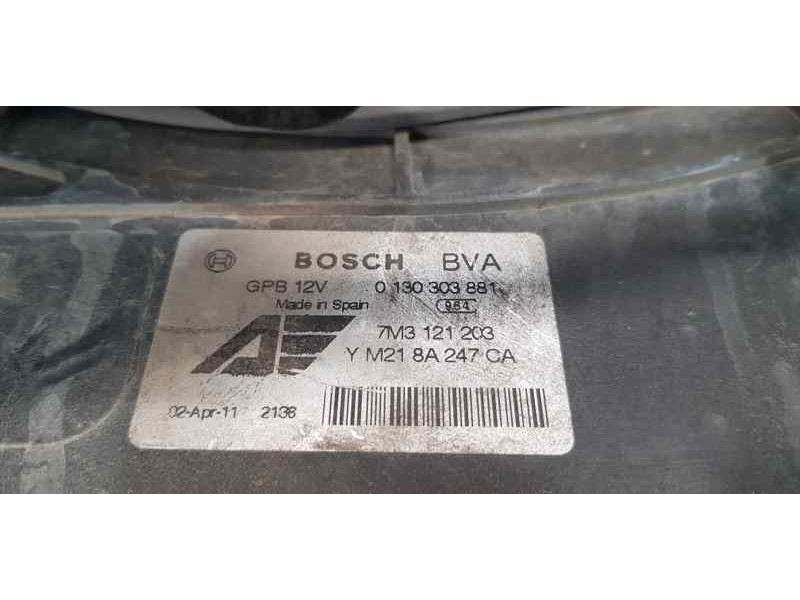 BOSCH BVA
GPB 12V 0 130 303 881
Made in Spain 984
7M3 121 203
Y M21 8A 247 CA
02-Apr-11 2138